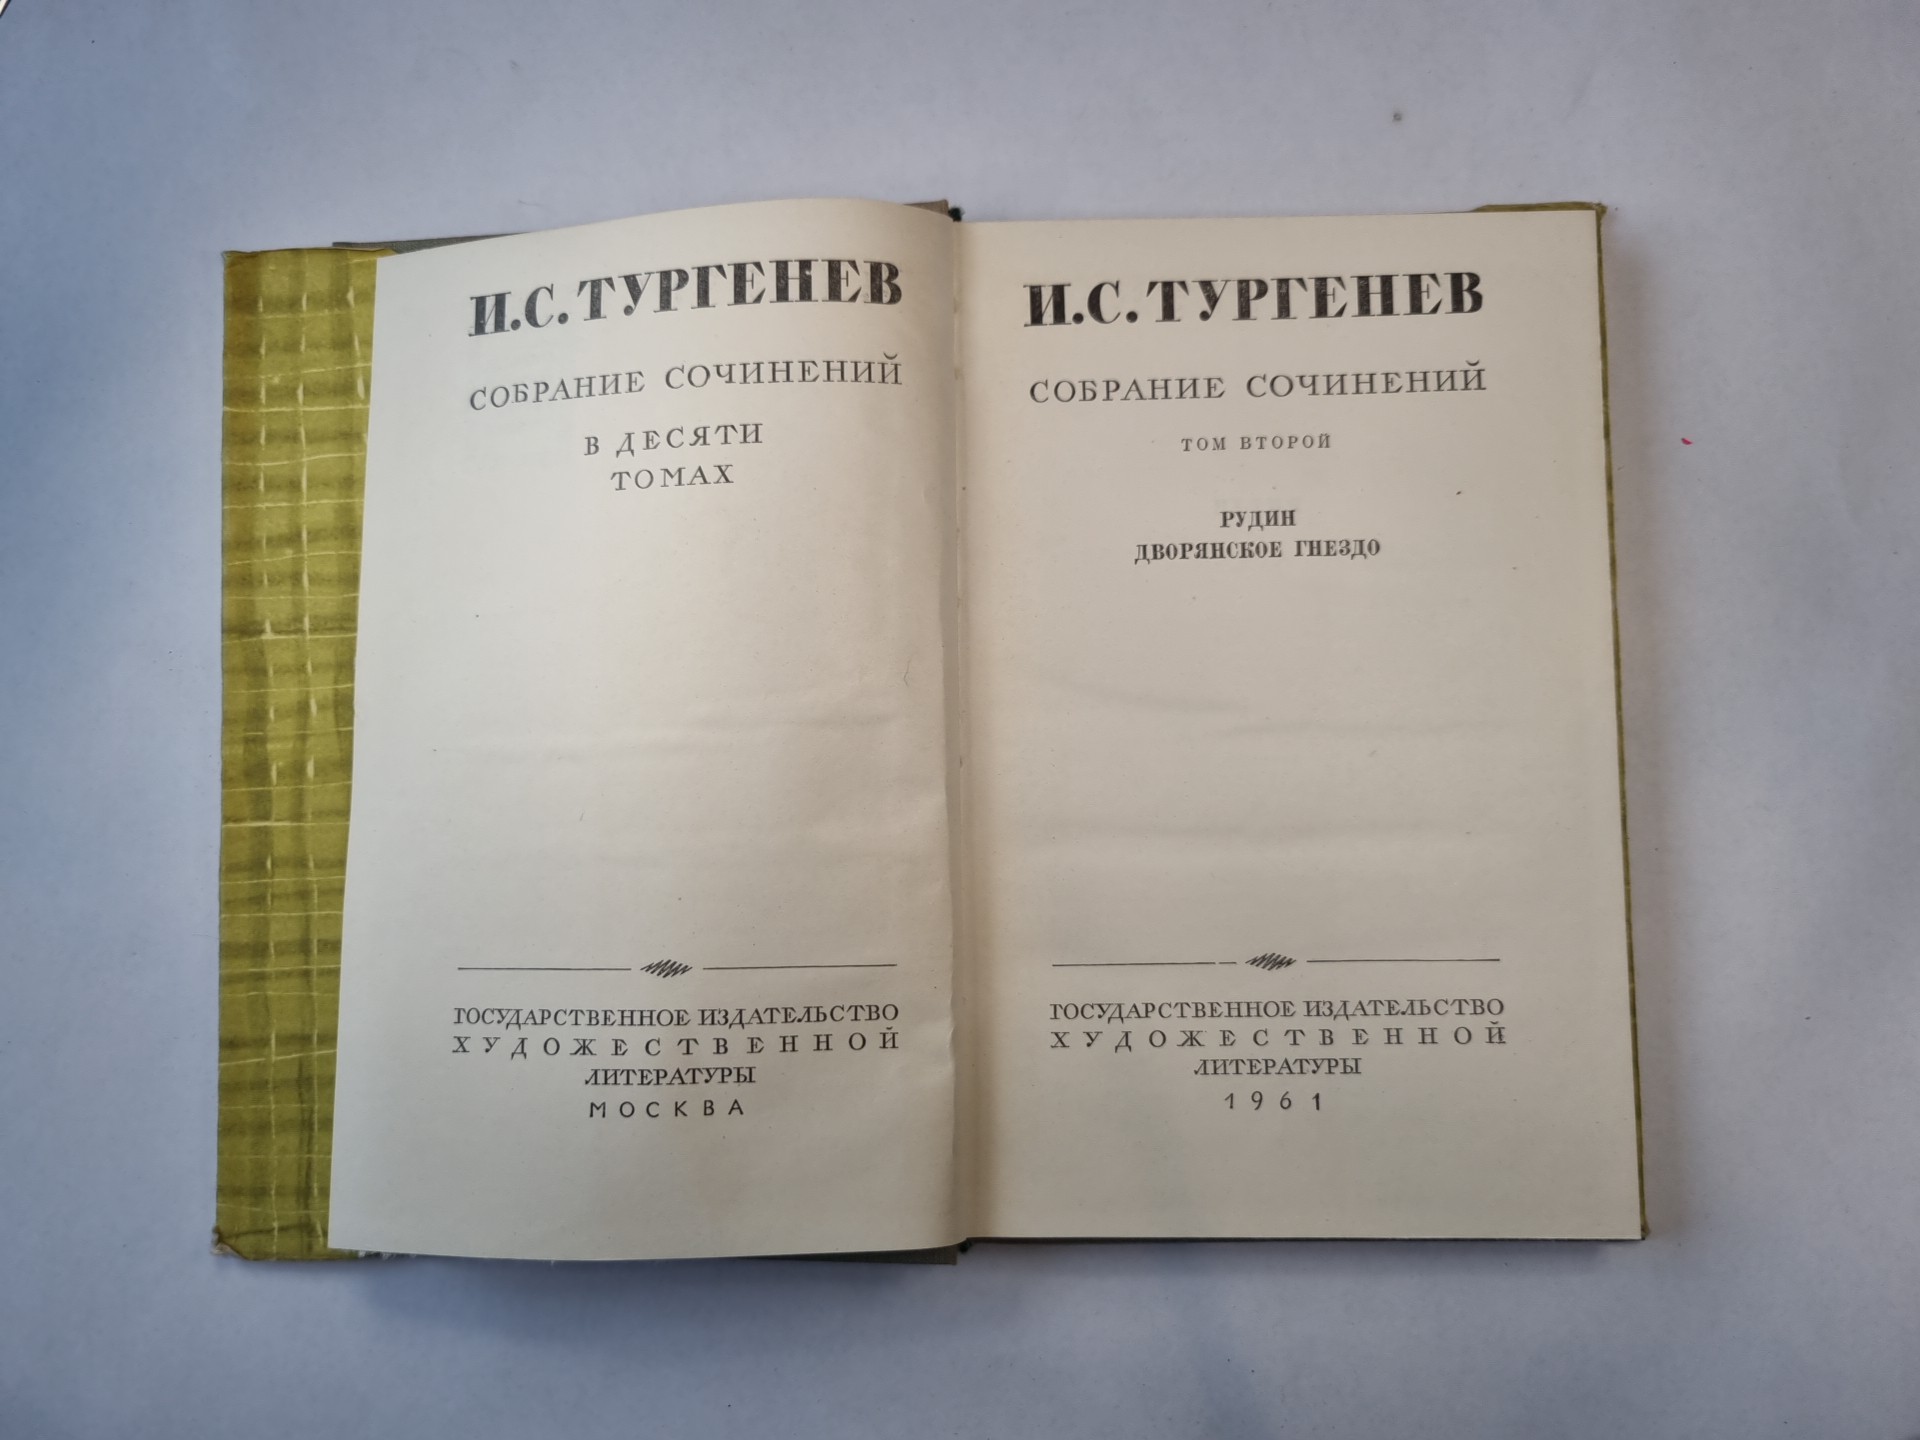 И.С. ТУРГЕНЕВ
СОБРАНИЕ СОЧИНЕНИЙ
В ДЕСЯТИ
ТОМАХ
ГОСУДАРСТВЕННОЕ ИЗДАТЕЛЬСТВО
ХУДОЖЕСТВЕННОЙ
ЛИТЕРАТУРЫ
МОСКВА
И.С. ТУРГЕНЕВ
СОБРАНИЕ СОЧИНЕНИЙ
ТОМ ВТОРОЙ
РУДИН
ДВОРЯНСКОЕ ГНЕЗДО
ГОСУДАРСТВЕННОЕ ИЗДАТЕЛЬСТВО
ХУДОЖЕСТВЕННОЙ
ЛИТЕРАТУРЫ
1961